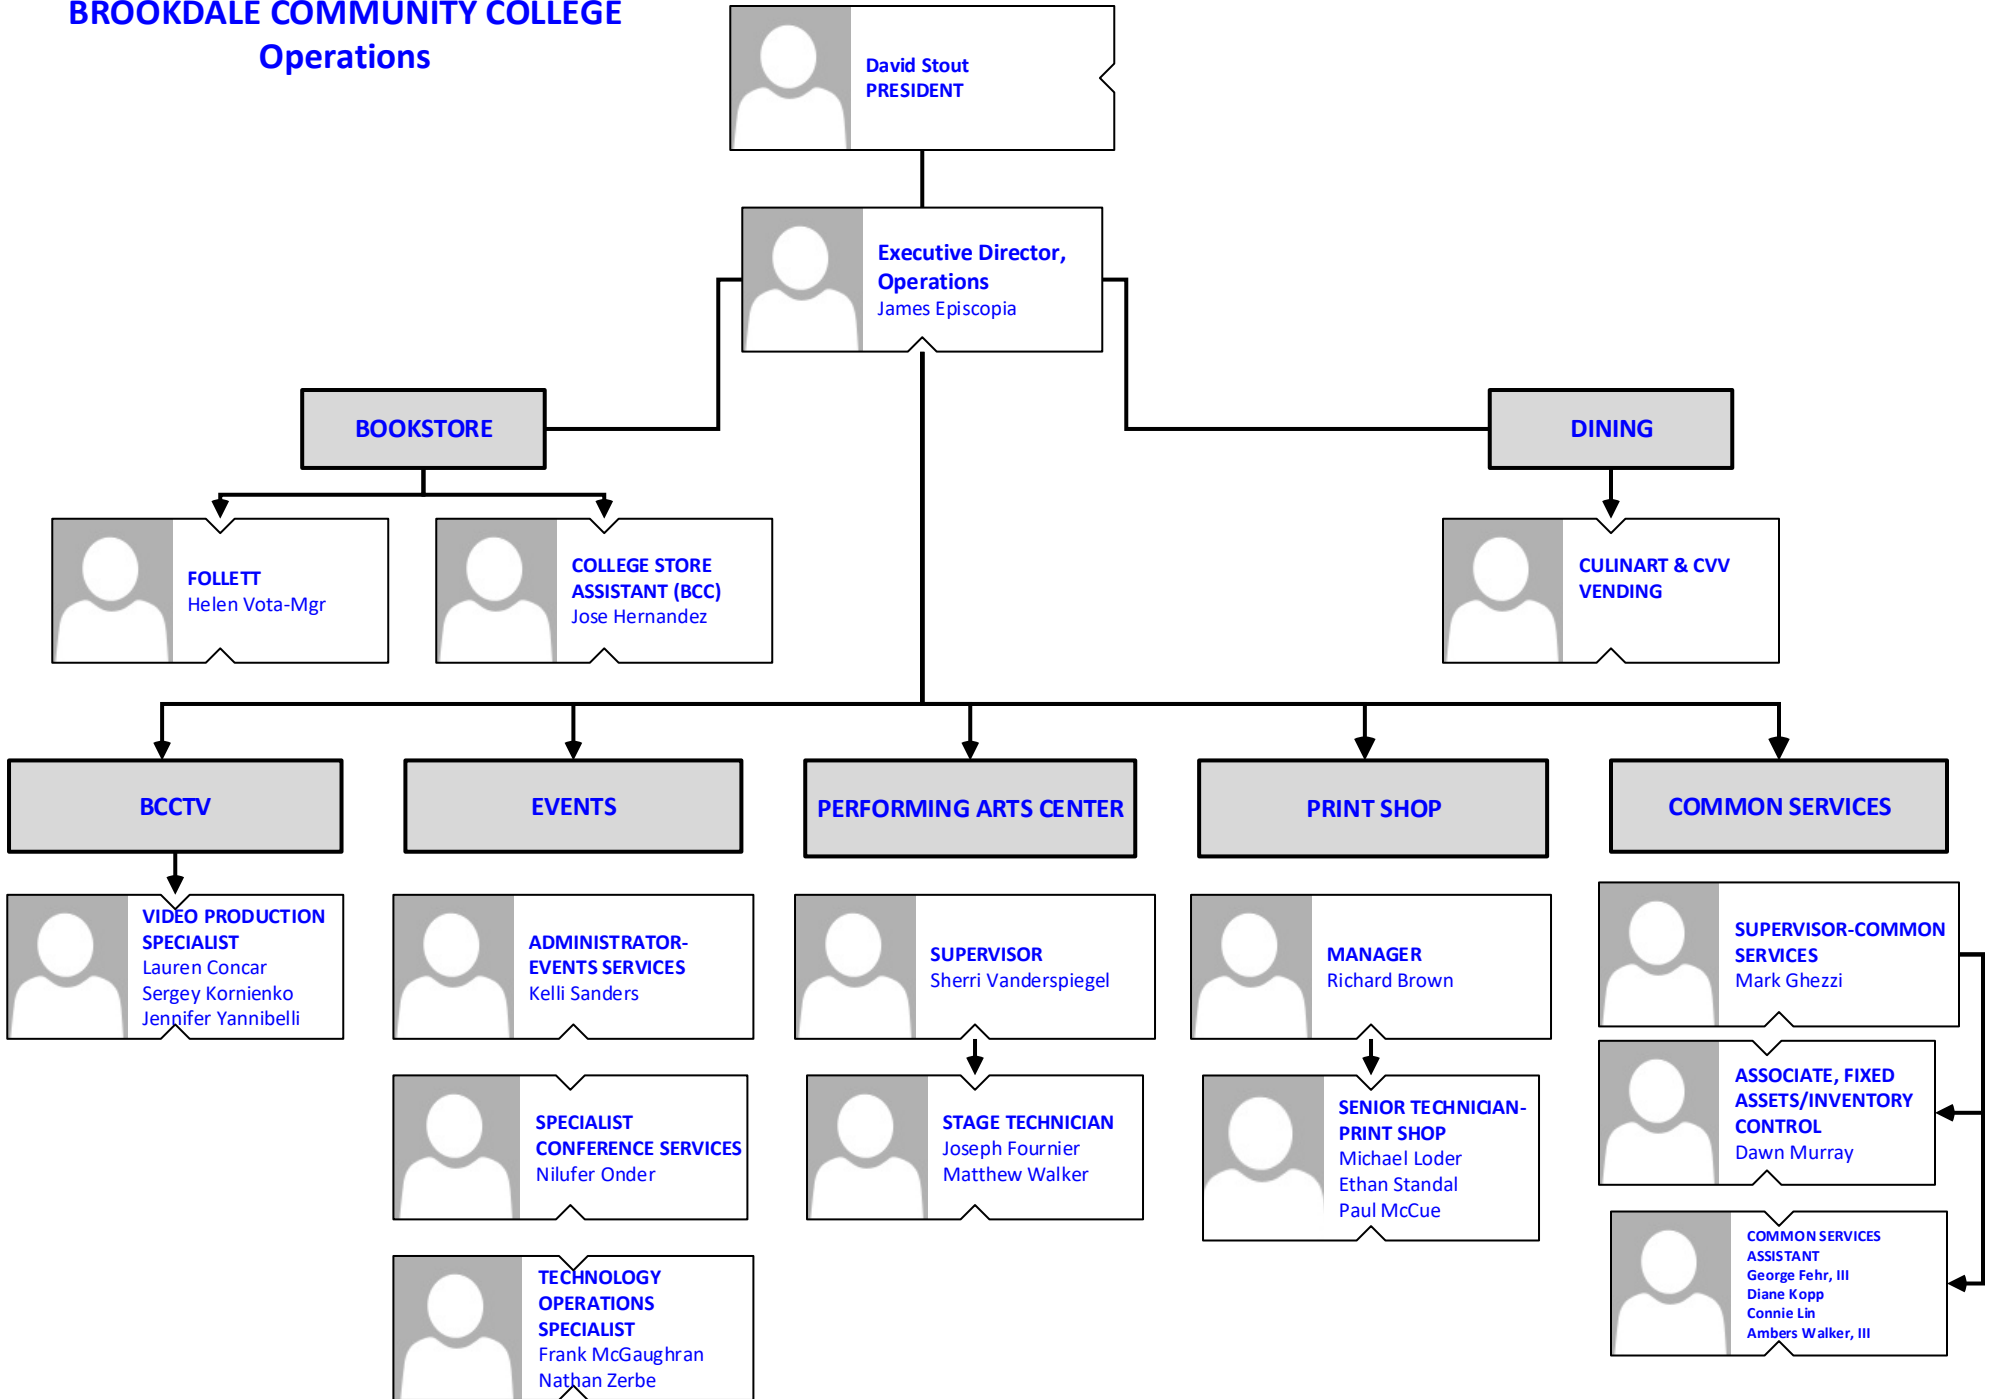 BROOKDALE COMMUNITY COLLEGE
Operations
David Stout
PRESIDENT
Executive Director,
Operations
James Episcopia
BOOKSTORE
DINING
FOLLETT
Helen Vota-Mgr
COLLEGE STORE
ASSISTANT (BCC)
Jose Hernandez
CULINART & CVV
VENDING
BCCTV
EVENTS
PERFORMING ARTS CENTER
PRINT SHOP
COMMON SERVICES
VIDEO PRODUCTION
SPECIALIST
Lauren Concar
Sergey Kornienko
Jennifer Yannibelli
ADMINISTRATOR-
EVENTS SERVICES
Kelli Sanders
SUPERVISOR
Sherri Vanderspiegel
MANAGER
Richard Brown
SUPERVISOR-COMMON
SERVICES
Mark Ghezzi
SPECIALIST
CONFERENCE SERVICES
Nilufer Onder
STAGE TECHNICIAN
Joseph Fournier
Matthew Walker
SENIOR TECHNICIAN-
PRINT SHOP
Michael Loder
Ethan Standal
Paul McCue
ASSOCIATE, FIXED
ASSETS/INVENTORY
CONTROL
Dawn Murray
TECHNOLOGY
OPERATIONS
SPECIALIST
Frank McGaughran
Nathan Zerbe
COMMON SERVICES
ASSISTANT
George Fehr, III
Diane Kopp
Connie Lin
Ambers Walker, III